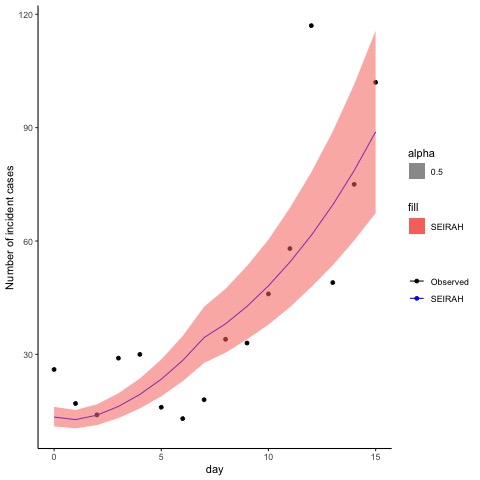 120
90
60
30
0
5
10
15
day
Number of incident cases
alpha
0.5
fill
SEIRAH
Observed
SEIRAH